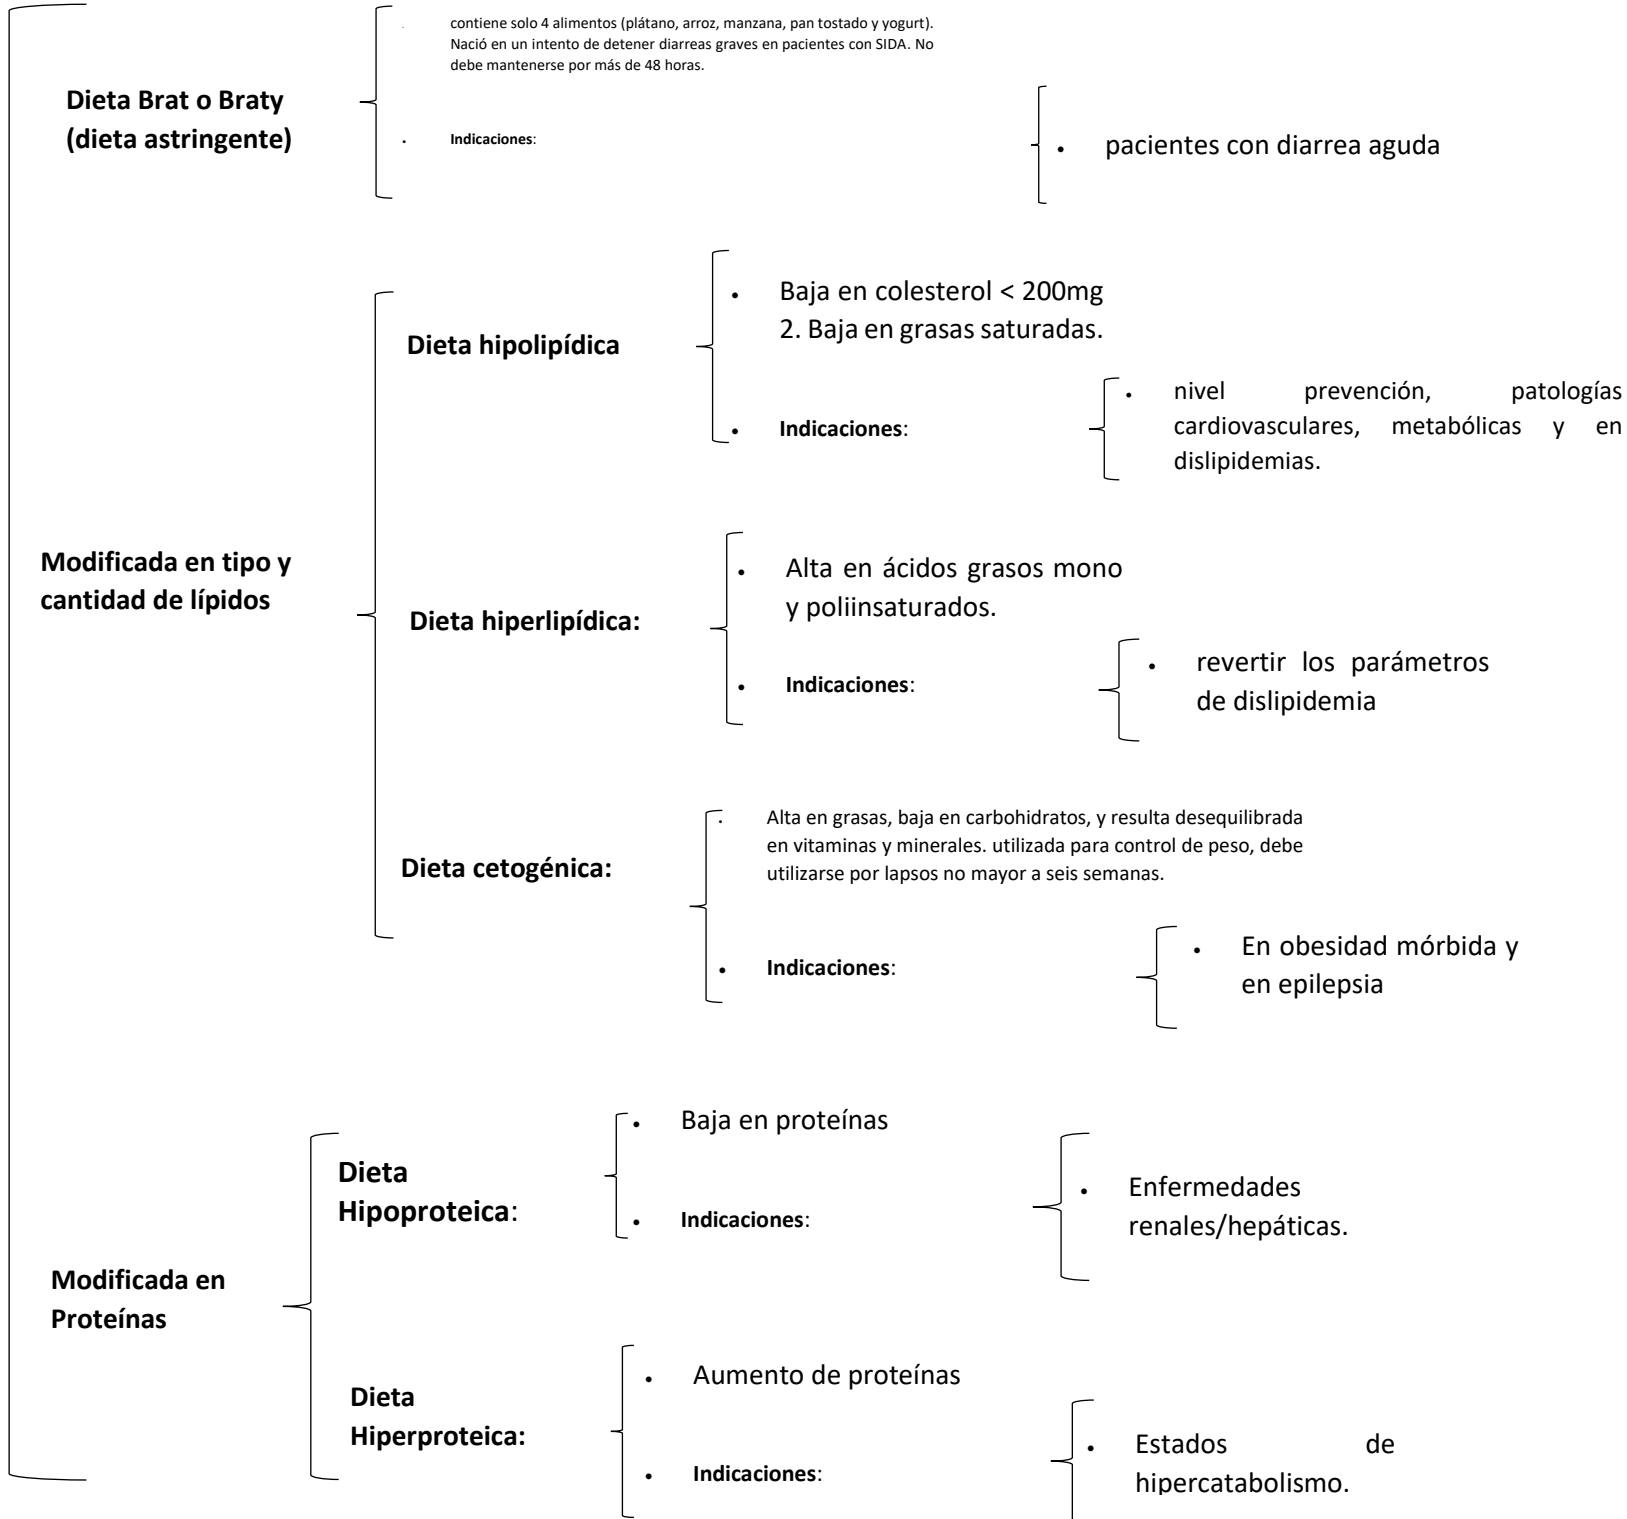 contiene solo 4 alimentos (plátano, arroz, manzana, pan tostado y yogurt).
Nació en un intento de detener diarreas graves en pacientes con SIDA. No
debe mantenerse por más de 48 horas.
Dieta Brat o Braty
(dieta astringente)
• Indicaciones:
• pacientes con diarrea aguda
Modificada en tipo y
cantidad de lípidos
Dieta hipolipídica
• Baja en colesterol < 200mg
2. Baja en grasas saturadas.
• Indicaciones:
• nivel prevención, patologías
cardiovasculares, metabólicas y en
dislipidemias.
Dieta hiperlipídica:
• Alta en ácidos grasos mono
y poliinsaturados.
• Indicaciones:
• revertir los parámetros
de dislipidemia
Dieta cetogénica:
• Alta en grasas, baja en carbohidratos, y resulta desequilibrada
en vitaminas y minerales. utilizada para control de peso, debe
utilizarse por lapsos no mayor a seis semanas.
• Indicaciones:
• En obesidad mórbida y
en epilepsia
Modificada en
Proteínas
Dieta
Hipoproteica:
• Baja en proteínas
• Indicaciones:
• Enfermedades
renales/hepáticas.
Dieta
Hiperproteica:
• Aumento de proteínas
• Indicaciones:
• Estados de
hipercatabolismo.